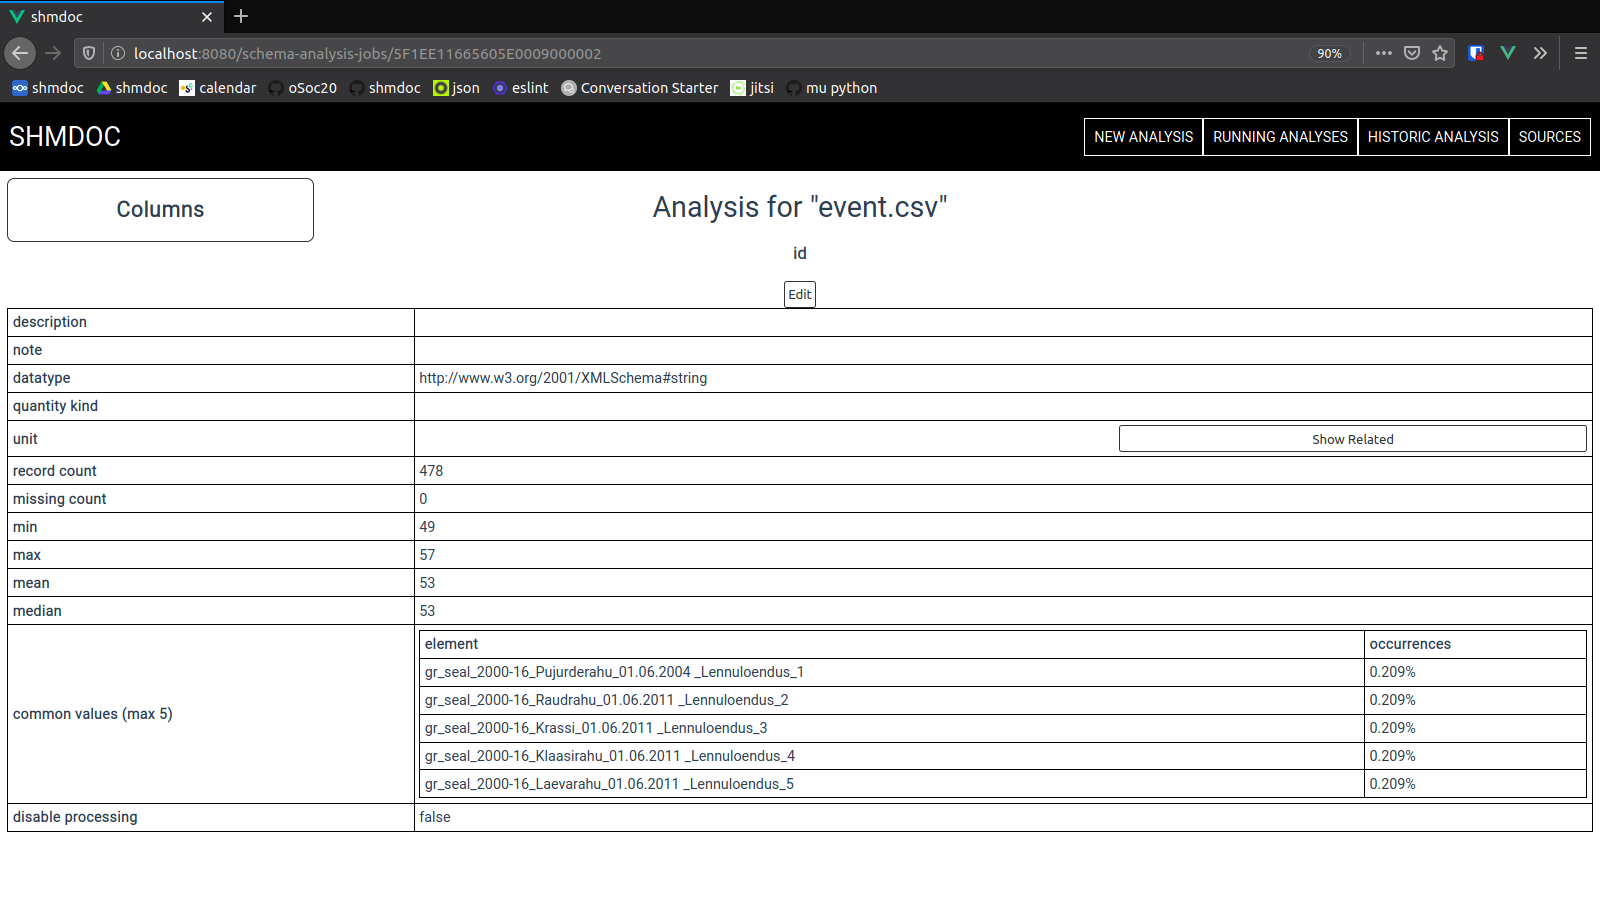 shmdoc
localhost:8080/schema-analysis-jobs/5F1EE11665605E0009000002
90%
shmdoc shmdoc calendar oSoc20 shmdoc json eslint Conversation Starter jitsi mu python
SHMDOC
NEW ANALYSIS RUNNING ANALYSES HISTORIC ANALYSIS SOURCES
Columns
Analysis for "event.csv"
id
Edit
description
note
datatype http://www.w3.org/2001/XMLSchema#string
quantity kind
unit Show Related
record count 478
missing count 0
min 49
max 57
mean 53
median 53
common values (max 5)
element occurrences
gr_seal_2000-16_Pujurderahu_01.06.2004 _Lennuloendus_1 0.209%
gr_seal_2000-16_Raudrahu_01.06.2011 _Lennuloendus_2 0.209%
gr_seal_2000-16_Krassi_01.06.2011 _Lennuloendus_3 0.209%
gr_seal_2000-16_Klaasirahu_01.06.2011 _Lennuloendus_4 0.209%
gr_seal_2000-16_Laevarahu_01.06.2011 _Lennuloendus_5 0.209%
disable processing false